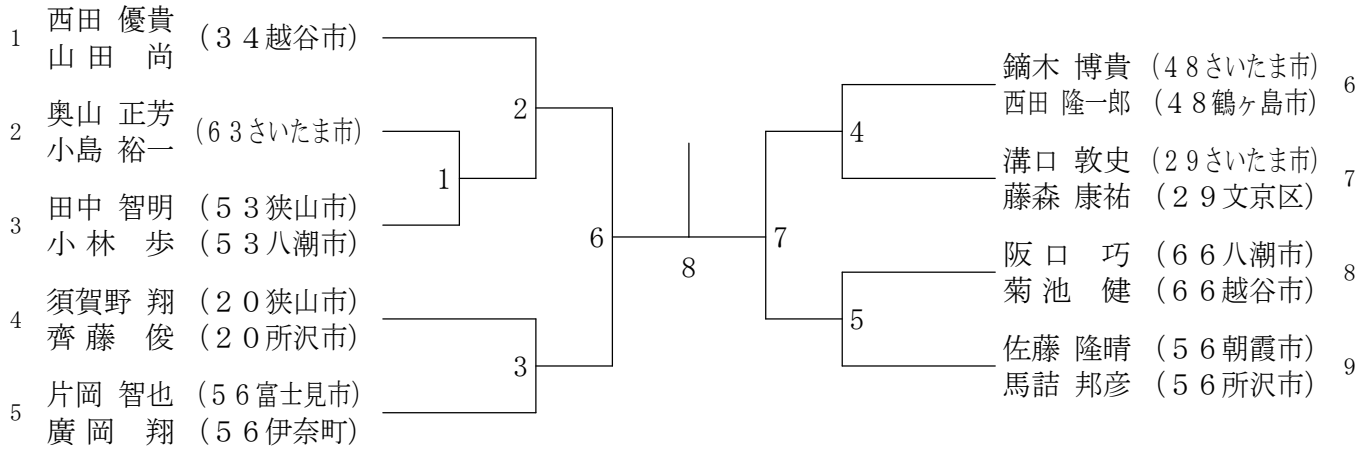 1 西田 優貴 (34越谷市)
山田 尚
2 奥山 正芳 (63さいたま市)
小島 裕一
3 田中 智明 (53狭山市)
小林 歩 (53八潮市)
4 須賀野 翔 (20狭山市)
齊藤 俊 (20所沢市)
5 片岡 智也 (56富士見市)
廣岡 翔 (56伊奈町)
1
2
3
6
8
7
4
5
鏑木 博貴 (48さいたま市) 6
西田 隆一郎 (48鶴ヶ島市)
溝口 敦史 (29さいたま市) 7
藤森 康祐 (29文京区)
阪口 巧 (66八潮市) 8
菊池 健 (66越谷市)
佐藤 隆晴 (56朝霞市) 9
馬詰 邦彦 (56所沢市)